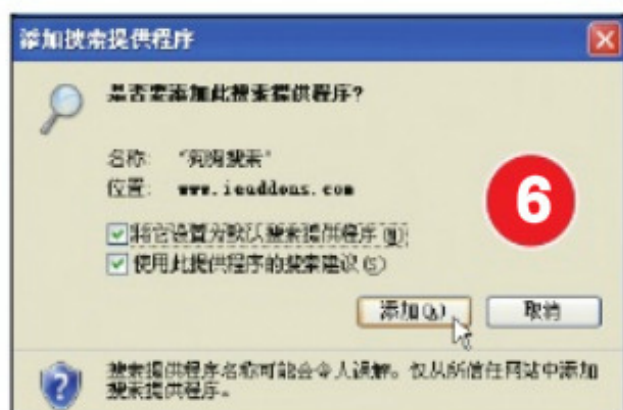 添加搜索提供程序
是否要添加此搜索提供程序?
名称: "狗狗搜索"
位置: www.ieaddons.com
6
将它设置为默认搜索提供程序(M)
使用此提供程序的搜索建议(S)
添加(A)
取消
搜索提供程序名称可能会令人误解。仅从所信任网站中添加
搜索提供程序。